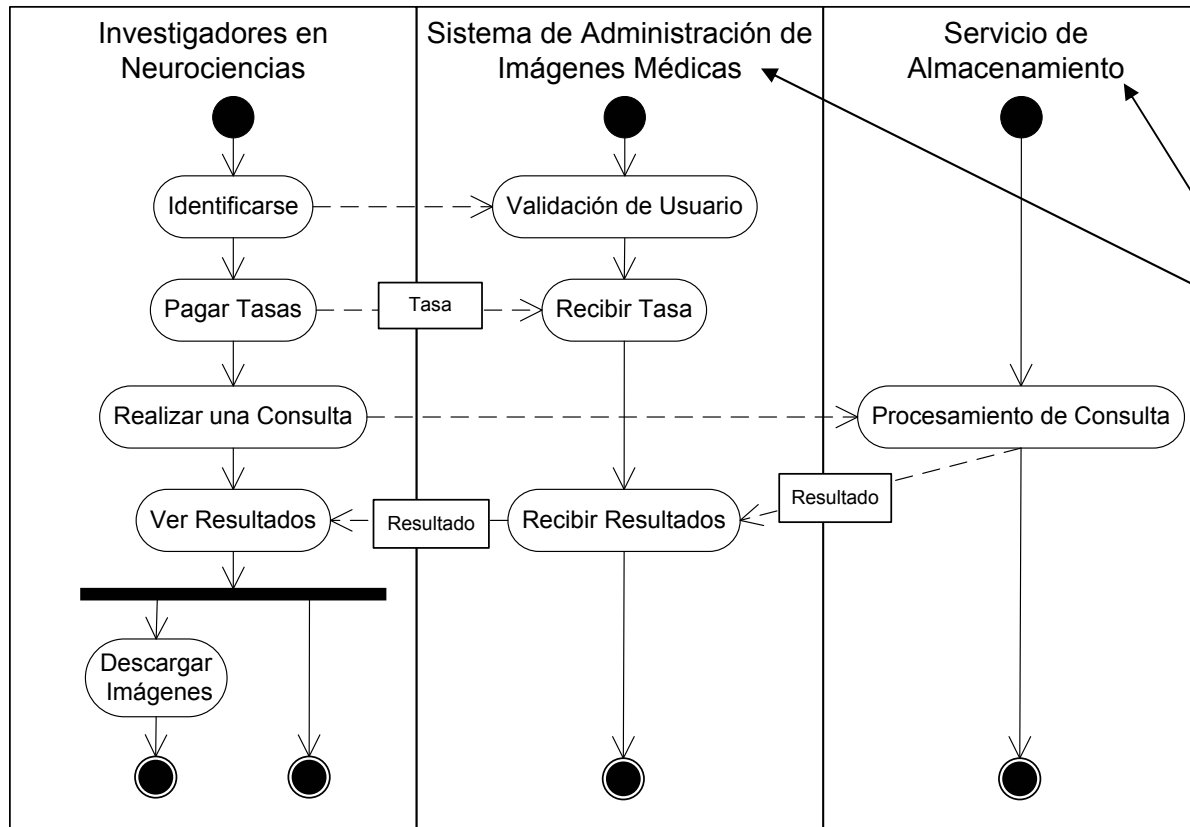 Investigadores en
Neurociencias
Sistema de Administración de
Imágenes Médicas
Servicio de
Almacenamiento
Identificarse
Validación de Usuario
Pagar Tasas
Tasa
Recibir Tasa
Realizar una Consulta
Procesamiento de Consulta
Ver Resultados
Resultado
Recibir Resultados
Resultado
Descargar
Imágenes